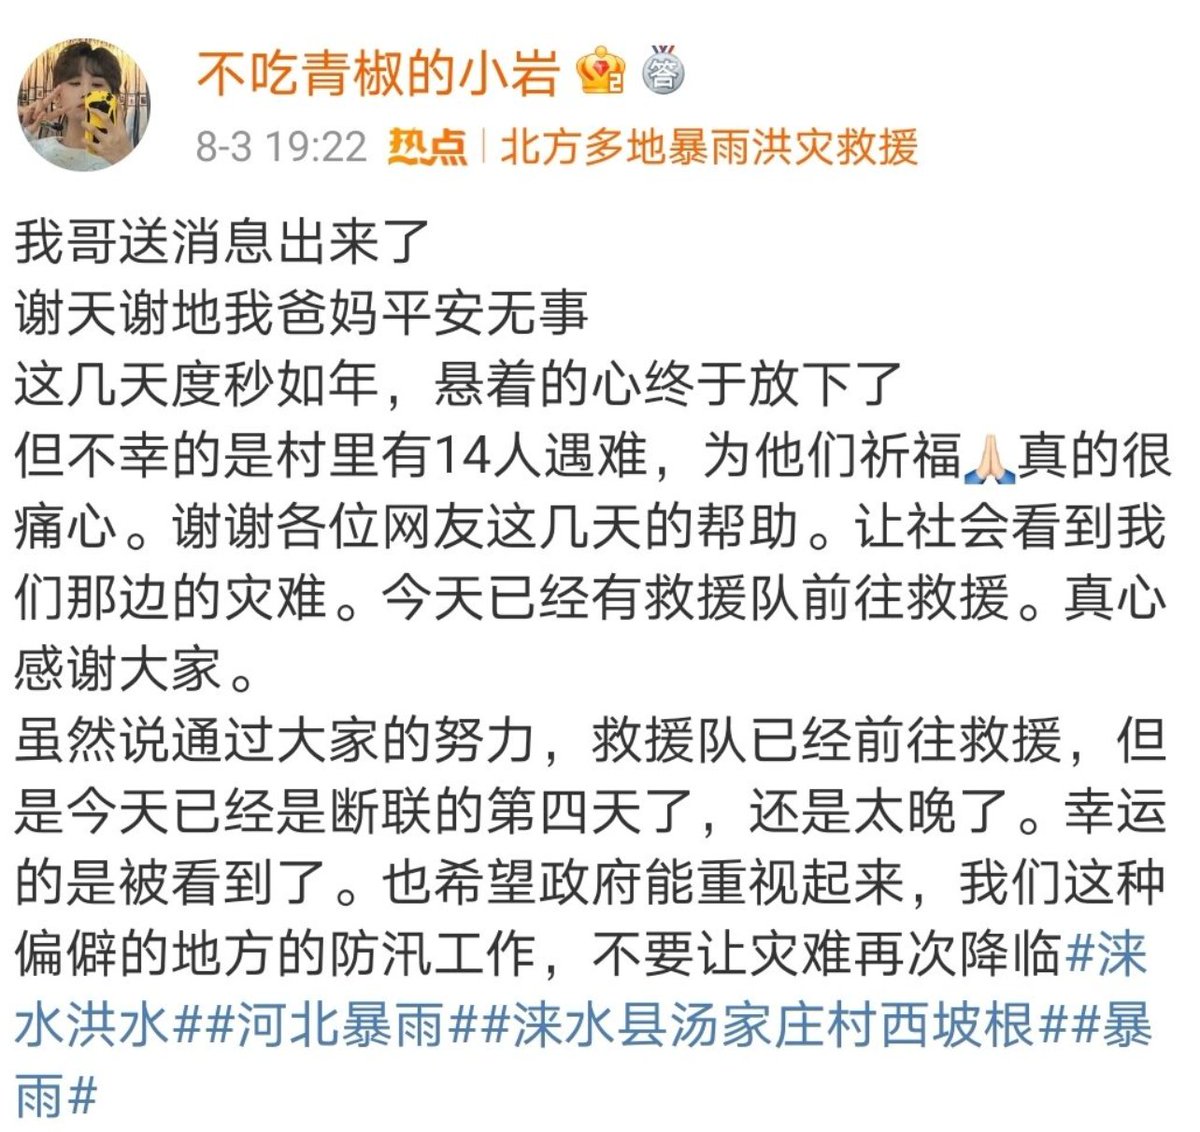 不吃青椒的小岩 2 答
8-3 19:22 热点 | 北方多地暴雨洪灾救援
我哥送消息出来了
谢天谢地我爸妈平安无事
这几天度秒如年，悬着的心终于放下了
但不幸的是村里有14人遇难，为他们祈福🙏🏻真的很
痛心。谢谢各位网友这几天的帮助。让社会看到我
们那边的灾难。今天已经有救援队前往救援。真心
感谢大家。
虽然说通过大家的努力，救援队已经前往救援，但
是今天已经是断联的第四天了，还是太晚了。幸运
的是被看到了。也希望政府能重视起来，我们这种
偏僻的地方的防汛工作，不要让灾难再次降临#涞
水洪水##河北暴雨##涞水县汤家庄村西坡根##暴
雨#